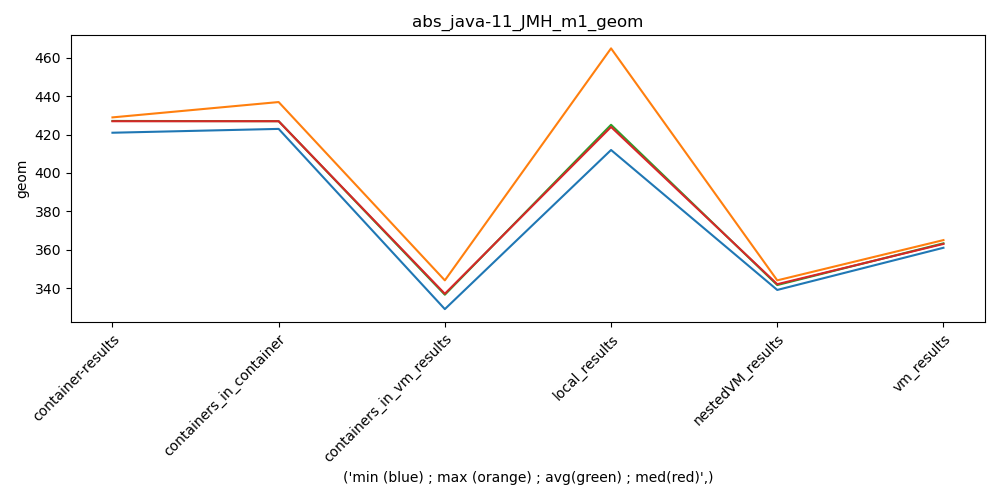 abs_java-11_JMH_m1_geom
460
440
420
400
380
360
340
geom
container-results
containers_in_container
containers_in_vm_results
local_results
nestedVM_results
vm_results
('min (blue) ; max (orange) ; avg(green) ; med(red)',)